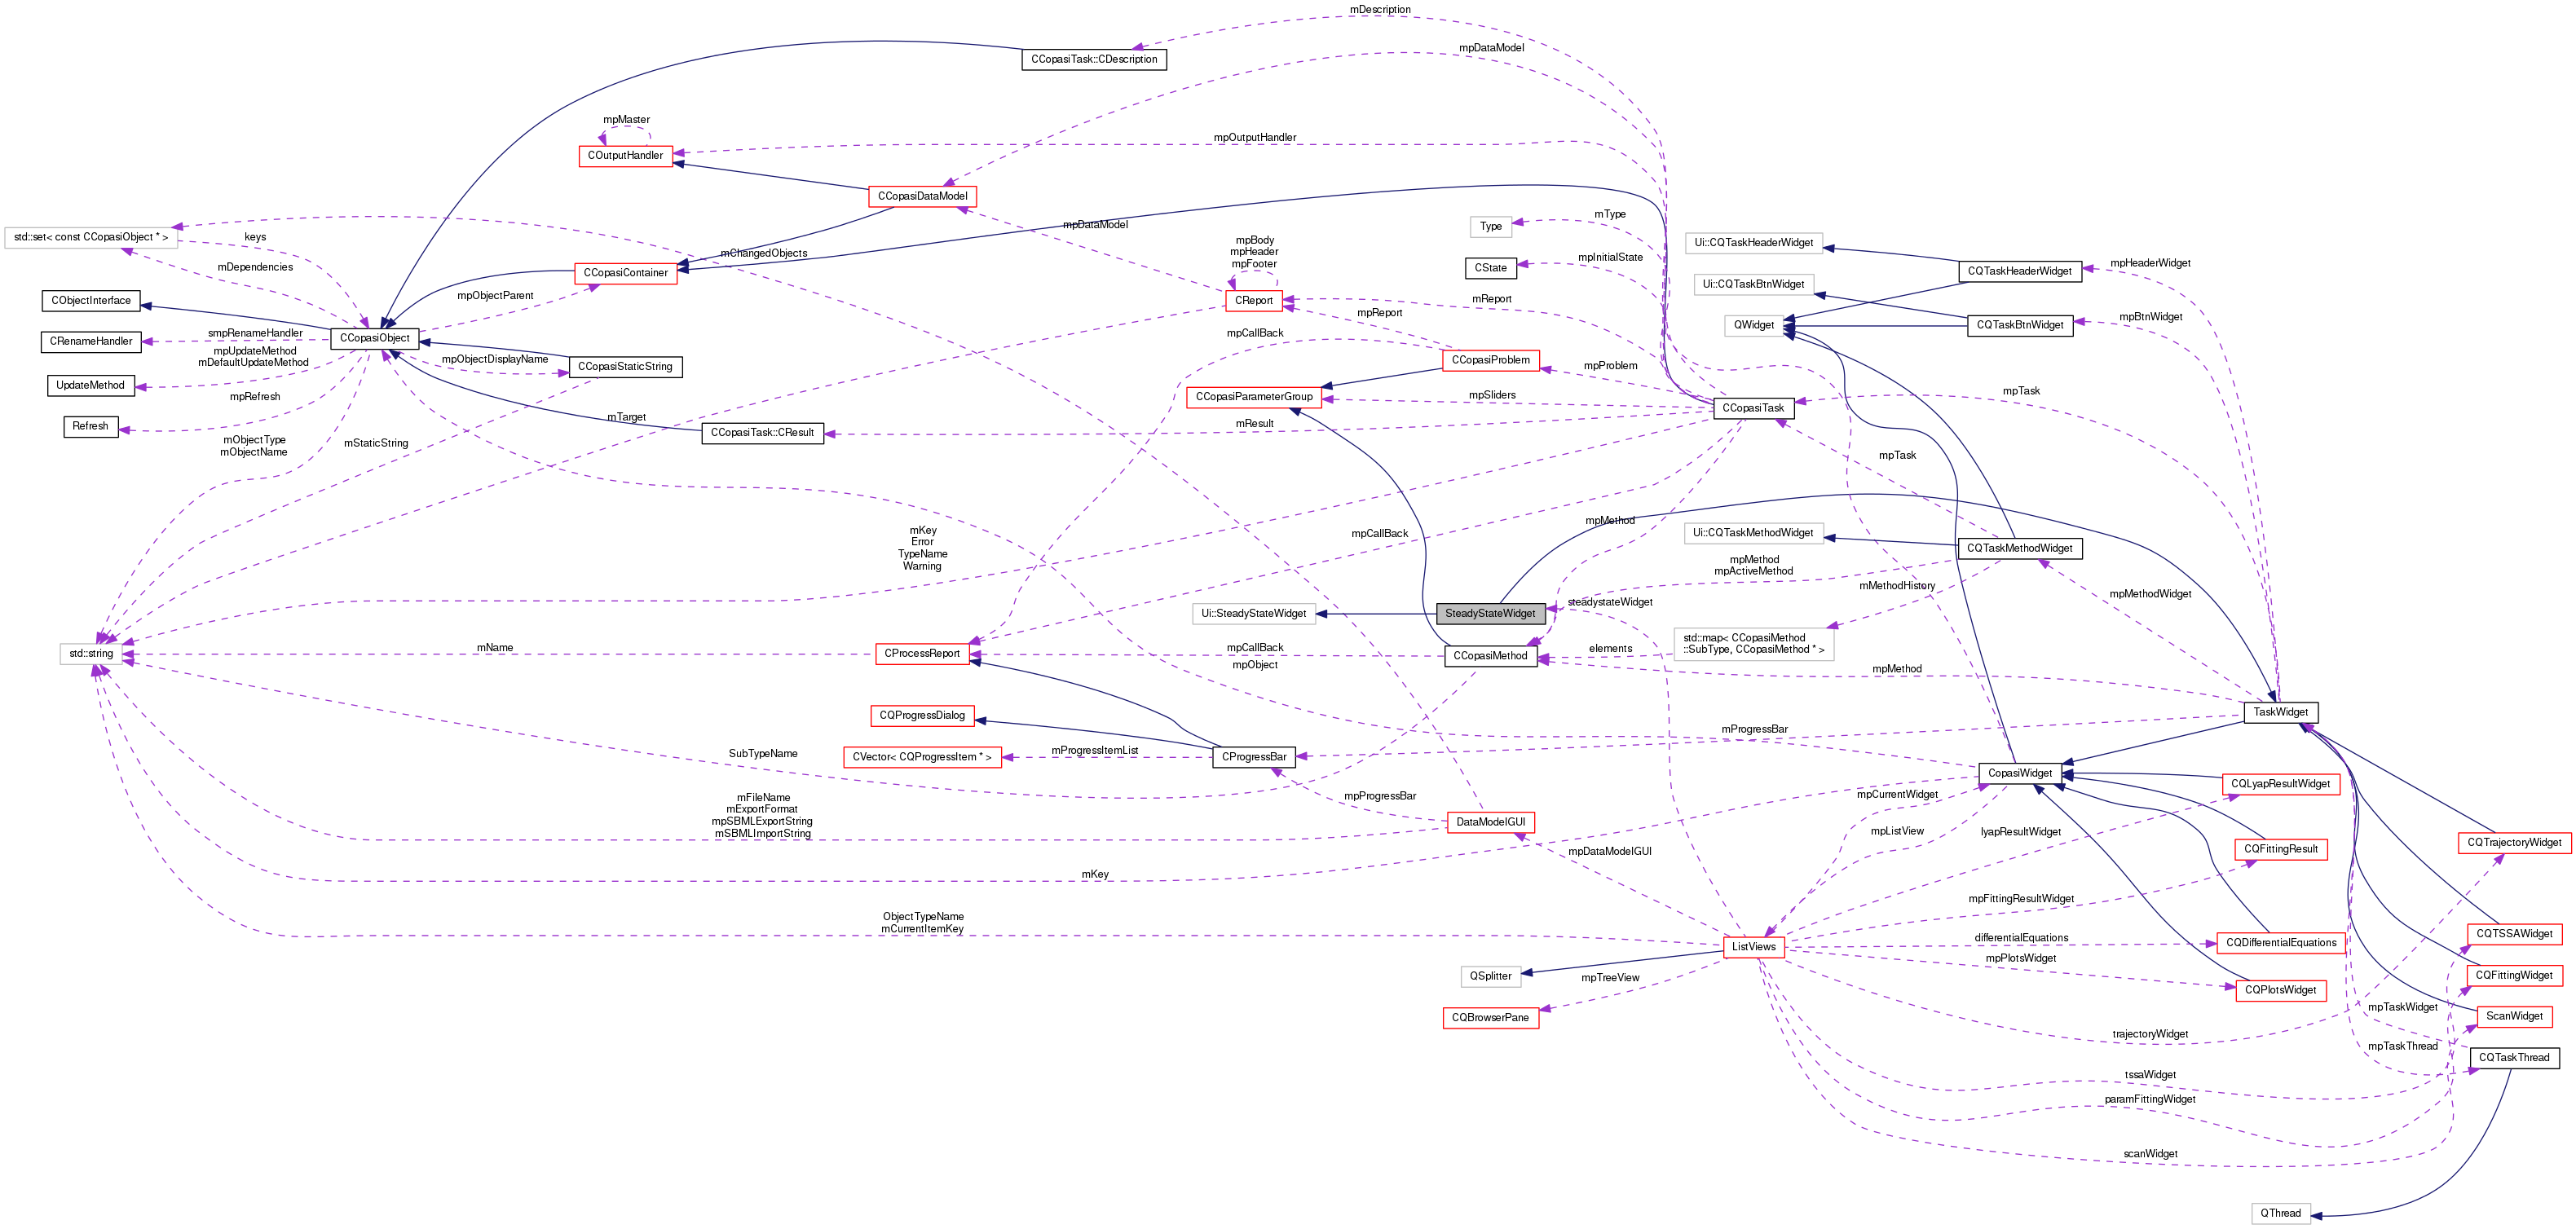 mDescription
mpDataModel
CCopasiTask::CDescription
mpMaster
mpOutputHandler
COutputHandler
CCopasiDataModel
mType
Type
mpDataModel
std::set< const CCopasiObject * >
keys
mChangedObjects
mpBody
mpHeader
mpFooter
Ui::CQTaskHeaderWidget
mDependencies
CCopasiContainer
mpInitialState
CState
CQTaskHeaderWidget
mpHeaderWidget
Ui::CQTaskBtnWidget
CObjectInterface
mpObjectParent
CReport
mReport
mpReport
QWidget
CQTaskBtnWidget
mpBtnWidget
smpRenameHandler
CRenameHandler
CCopasiObject
mpCallBack
mpUpdateMethod
mDefaultUpdateMethod
UpdateMethod
mpObjectDisplayName
CCopasiStaticString
CCopasiProblem
mpProblem
mpTask
mpRefresh
CCopasiParameterGroup
mpSliders
CCopasiTask
Refresh
mTarget
CCopasiTask::CResult
mResult
mObjectType
mObjectName
mStaticString
mpTask
mKey
Error
TypeName
Warning
mpCallBack
mpMethod
Ui::CQTaskMethodWidget
CQTaskMethodWidget
mpMethod
mpActiveMethod
mMethodHistory
mpMethodWidget
steadystateWidget
Ui::SteadyStateWidget
SteadyStateWidget
std::map< CCopasiMethod
::SubType, CCopasiMethod * >
std::string
mName
CProcessReport
mpCallBack
mpObject
CCopasiMethod
elements
mpMethod
CQProgressDialog
TaskWidget
SubTypeName
CVector< CQProgressItem * >
mProgressItemList
CProgressBar
mProgressBar
CopasiWidget
CQLyapResultWidget
mFileName
mExportFormat
mpSBMLExportString
mSBMLImportString
mpProgressBar
DataModelGUI
mpCurrentWidget
mpListView
lyapResultWidget
CQFittingResult
CQTrajectoryWidget
mKey
mpDataModelGUI
mpFittingResultWidget
ObjectTypeName
mCurrentItemKey
ListViews
differentialEquations
CQDifferentialEquations
CQTSSAWidget
QSplitter
mpTreeView
mpPlotsWidget
CQPlotsWidget
CQFittingWidget
CQBrowserPane
mpTaskWidget
ScanWidget
trajectoryWidget
mpTaskThread
CQTaskThread
tssaWidget
paramFittingWidget
scanWidget
QThread